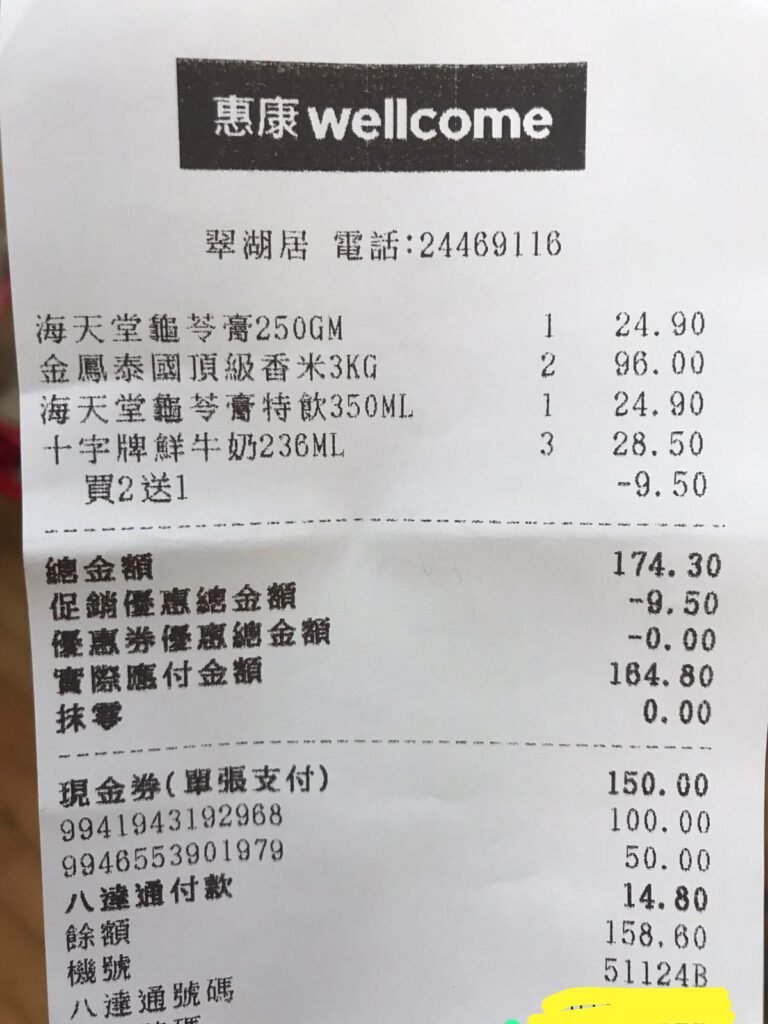 惠康 wellcome
翠湖居 電話:24469116
海天堂龜苓膏250GM 1 24.90
金鳳泰國頂級香米3KG 2 96.00
海天堂龜苓膏特飲350ML 1 24.90
十字牌鮮牛奶236ML 3 28.50
買2送1 -9.50
總金額 174.30
促銷優惠總金額 -9.50
優惠券優惠總金額 -0.00
實際應付金額 164.80
抹零 0.00
現金券(單張支付) 150.00
9941943192968 100.00
9946553901979 50.00
八達通付款 14.80
餘額 158.60
機號 51124B
八達通號碼
號碼